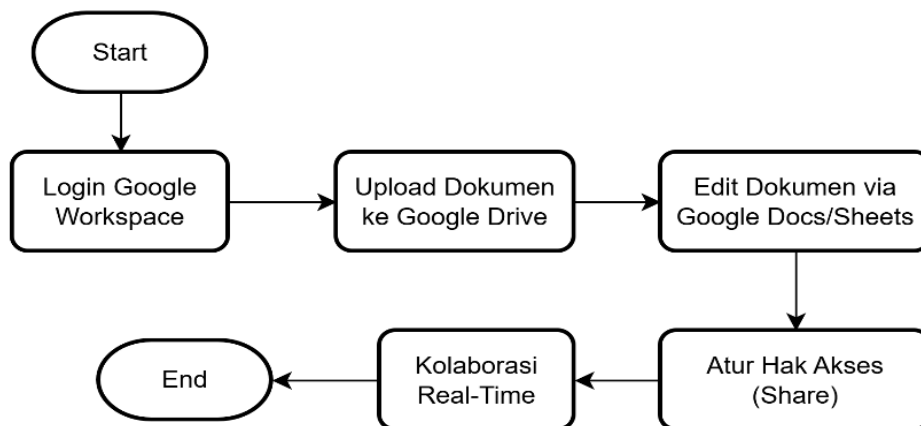 Start
Login Google
Workspace
Upload Dokumen
ke Google Drive
Edit Dokumen via
Google Docs/Sheets
Atur Hak Akses
(Share)
Kolaborasi
Real-Time
End